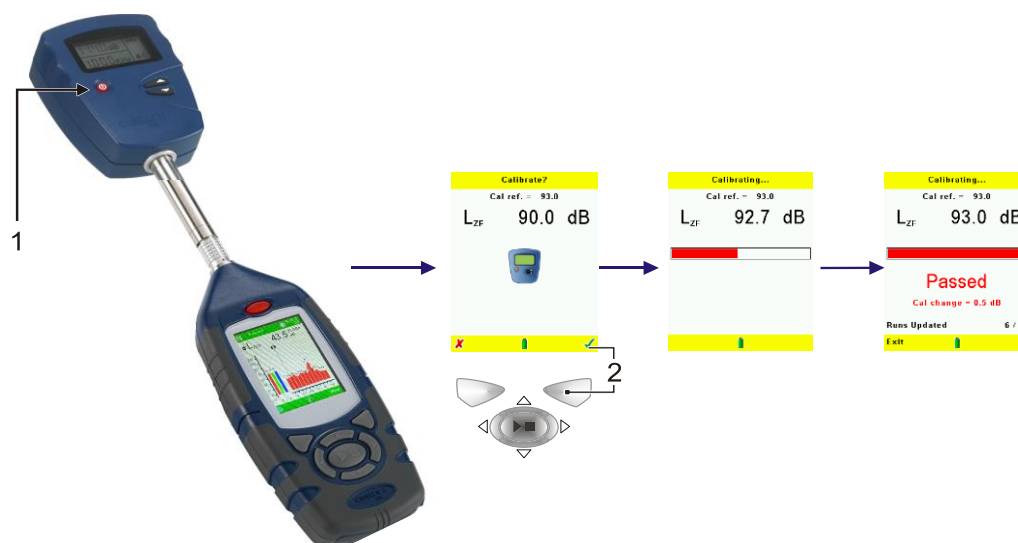 1
43.5
Calibrate?
Cal ref. = 93.0
LZF 90.0 dB
2
Calibrating...
Cal ref. = 93.0
LZF 92.7 dB
Calibrating...
Cal ref. = 93.0
LZF 93.0 dB
Passed
Cal change = 0.5 dB
Runs Updated 6 /
Exit